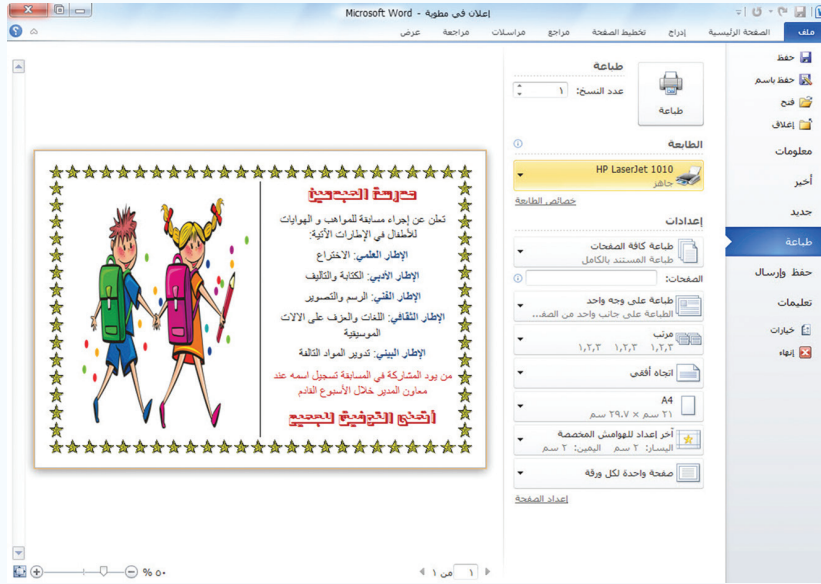 إعلان في مطوية - Microsoft Word
ملف
الصفحة الرئيسية
إدراج
تخطيط الصفحة
مراجع
مراسلات
مراجعة
عرض
حفظ
حفظ باسم
فتح
إغلاق
معلومات
أخير
جديد
طباعة
حفظ وإرسال
تعليمات
خيارات
إنهاء
طباعة
عدد النسخ: ١
طباعة
الطابعة
HP LaserJet 1010
جاهز
خصائص الطابعة
إعدادات
طباعة كافة الصفحات
طباعة المستند بالكامل
الصفحات:
طباعة على وجه واحد
الطباعة على جانب واحد من الصف...
مرتب
١,٢,٣ ١,٢,٣ ١,٢,٣
اتجاه أفقي
A4
٢١ سم × ٢٩.٧ سم
آخر إعداد للهوامش المخصصة
اليسار: ٢ سم اليمين: ٢ سم
صفحة واحدة لكل ورقة
إعداد الصفحة
مدرسة المبدعين
تعلن عن إجراء مسابقة للمواهب و الهوايات
للأطفال في الإطارات الآتية:
الإطار العلمي: الاختراع
الإطار الأدبي: الكتابة والتأليف
الإطار الفني: الرسم والتصوير
الإطار الثقافي: اللغات والعزف على الالات
الموسيقية
الإطار البيئي: تدوير المواد التالفة
من يود المشاركة في المسابقة تسجيل اسمه عند
معاون المدير خلال الأسبوع القادم
أتمنى التوفيق للجميع
١ من ١
٥٠ %